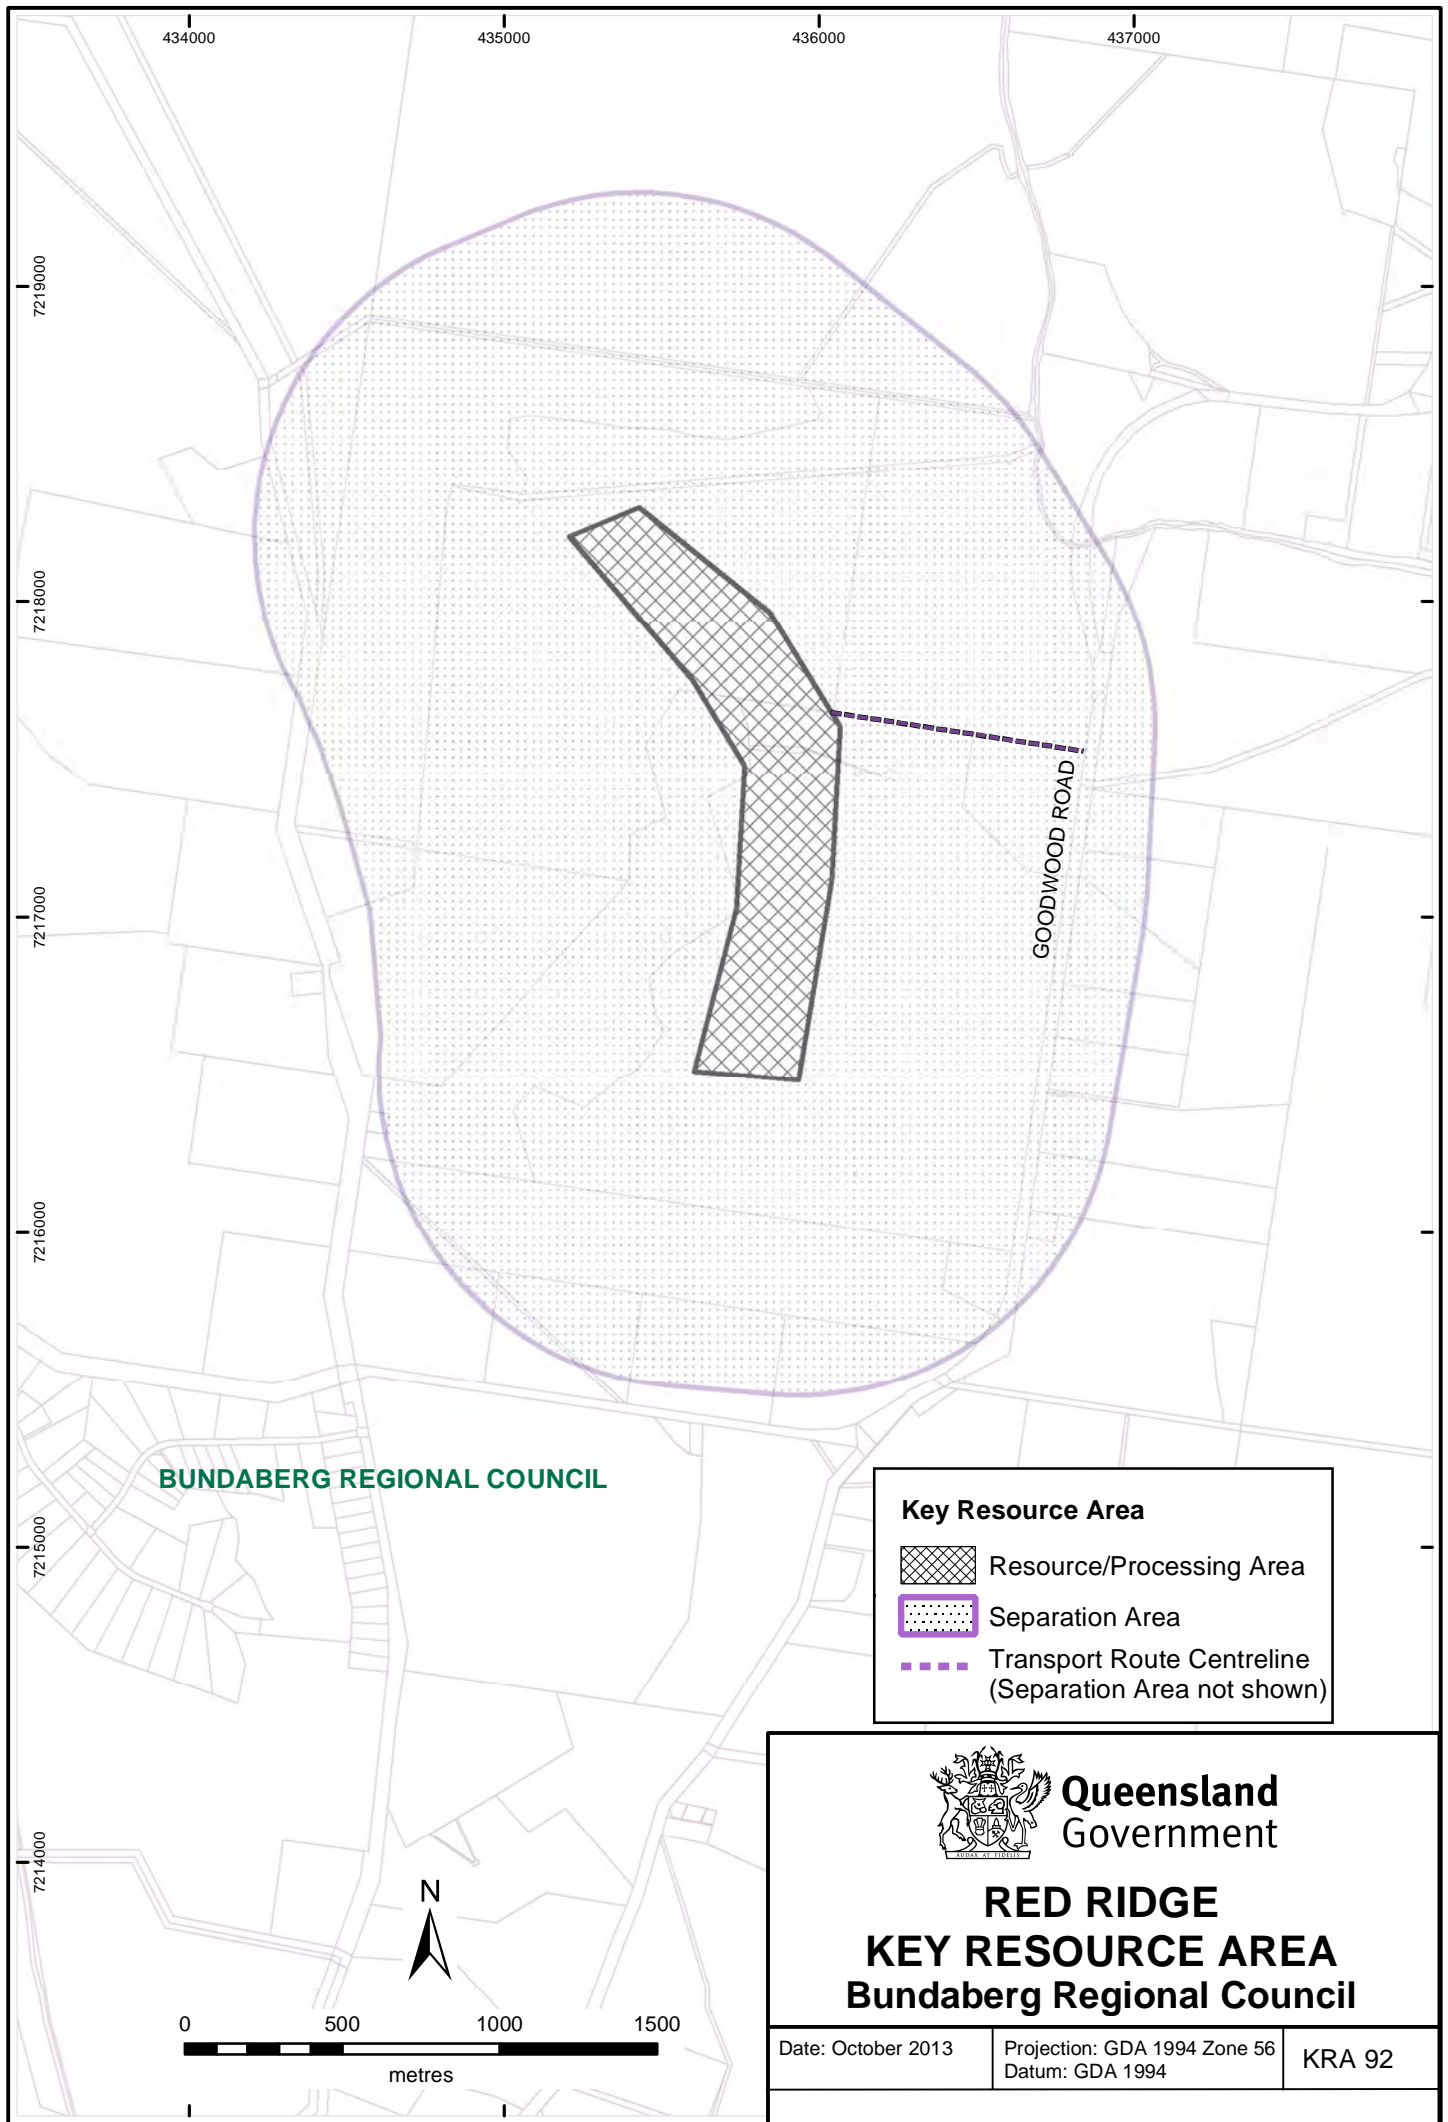 434000
435000
436000
437000
7219000
7218000
7217000
7216000
7215000
7214000
GOODWOOD ROAD
BUNDABERG REGIONAL COUNCIL
Key Resource Area
Resource/Processing Area
Separation Area
Transport Route Centreline
(Separation Area not shown)
AUDAX AT FIDELIS
Queensland
Government
RED RIDGE
KEY RESOURCE AREA
Bundaberg Regional Council
Date: October 2013
Projection: GDA 1994 Zone 56
Datum: GDA 1994
KRA 92
N
0 500 1000 1500
metres